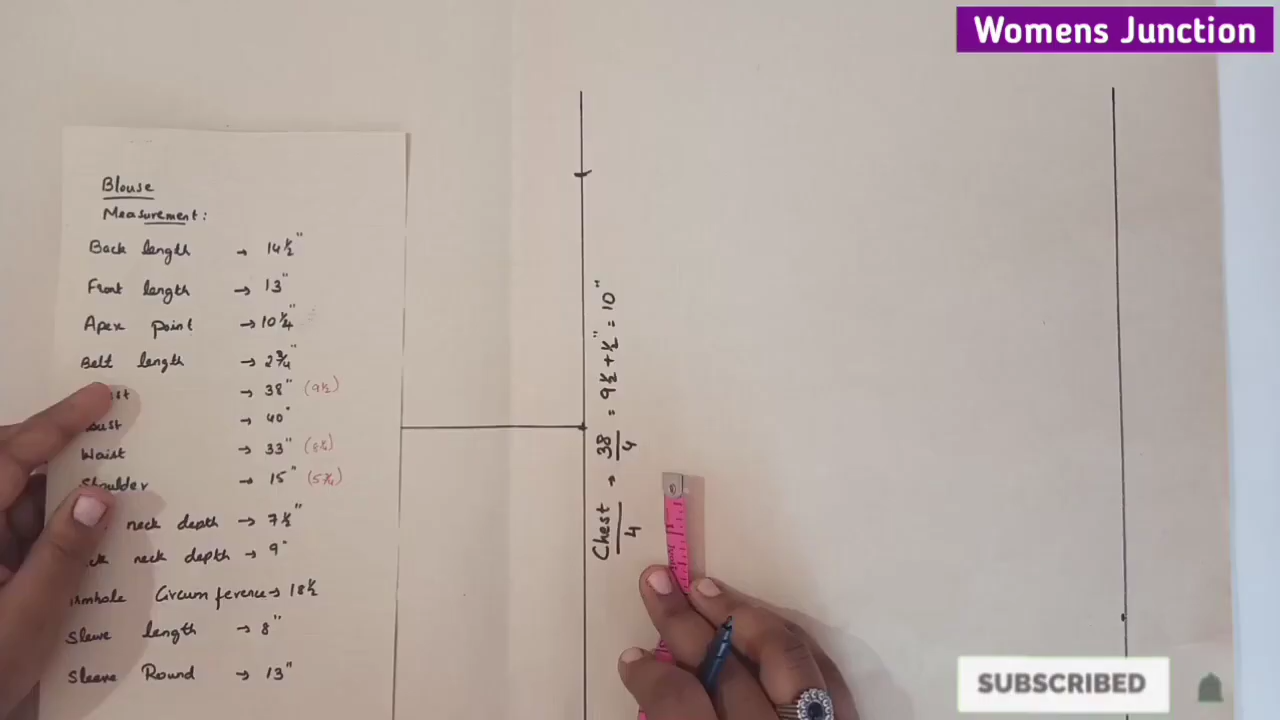 Womens Junction
Blouse
Measurement:
Back length → 14½"
Front length → 13"
Apex point → 10¼"
Belt length → 2¾"
→ 38" (9½)
→ 40"
Waist → 33" (8¼)
Shoulder → 15" (5¾)
neck depth → 7½"
neck depth → 9"
Circumference → 18½
Sleeve length → 8"
Sleeve Round → 13"
Chest/4 → 38/4 = 9½ + ½" = 10"
SUBSCRIBED